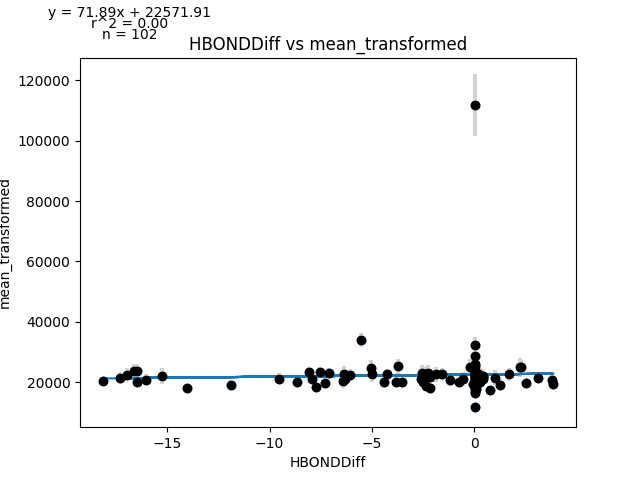 y = 71.89x + 22571.91
r^2 = 0.00
n = 102
HBONDDiff vs mean_transformed
120000
100000
80000
60000
40000
20000
mean_transformed
−15
−10
−5
0
HBONDDiff